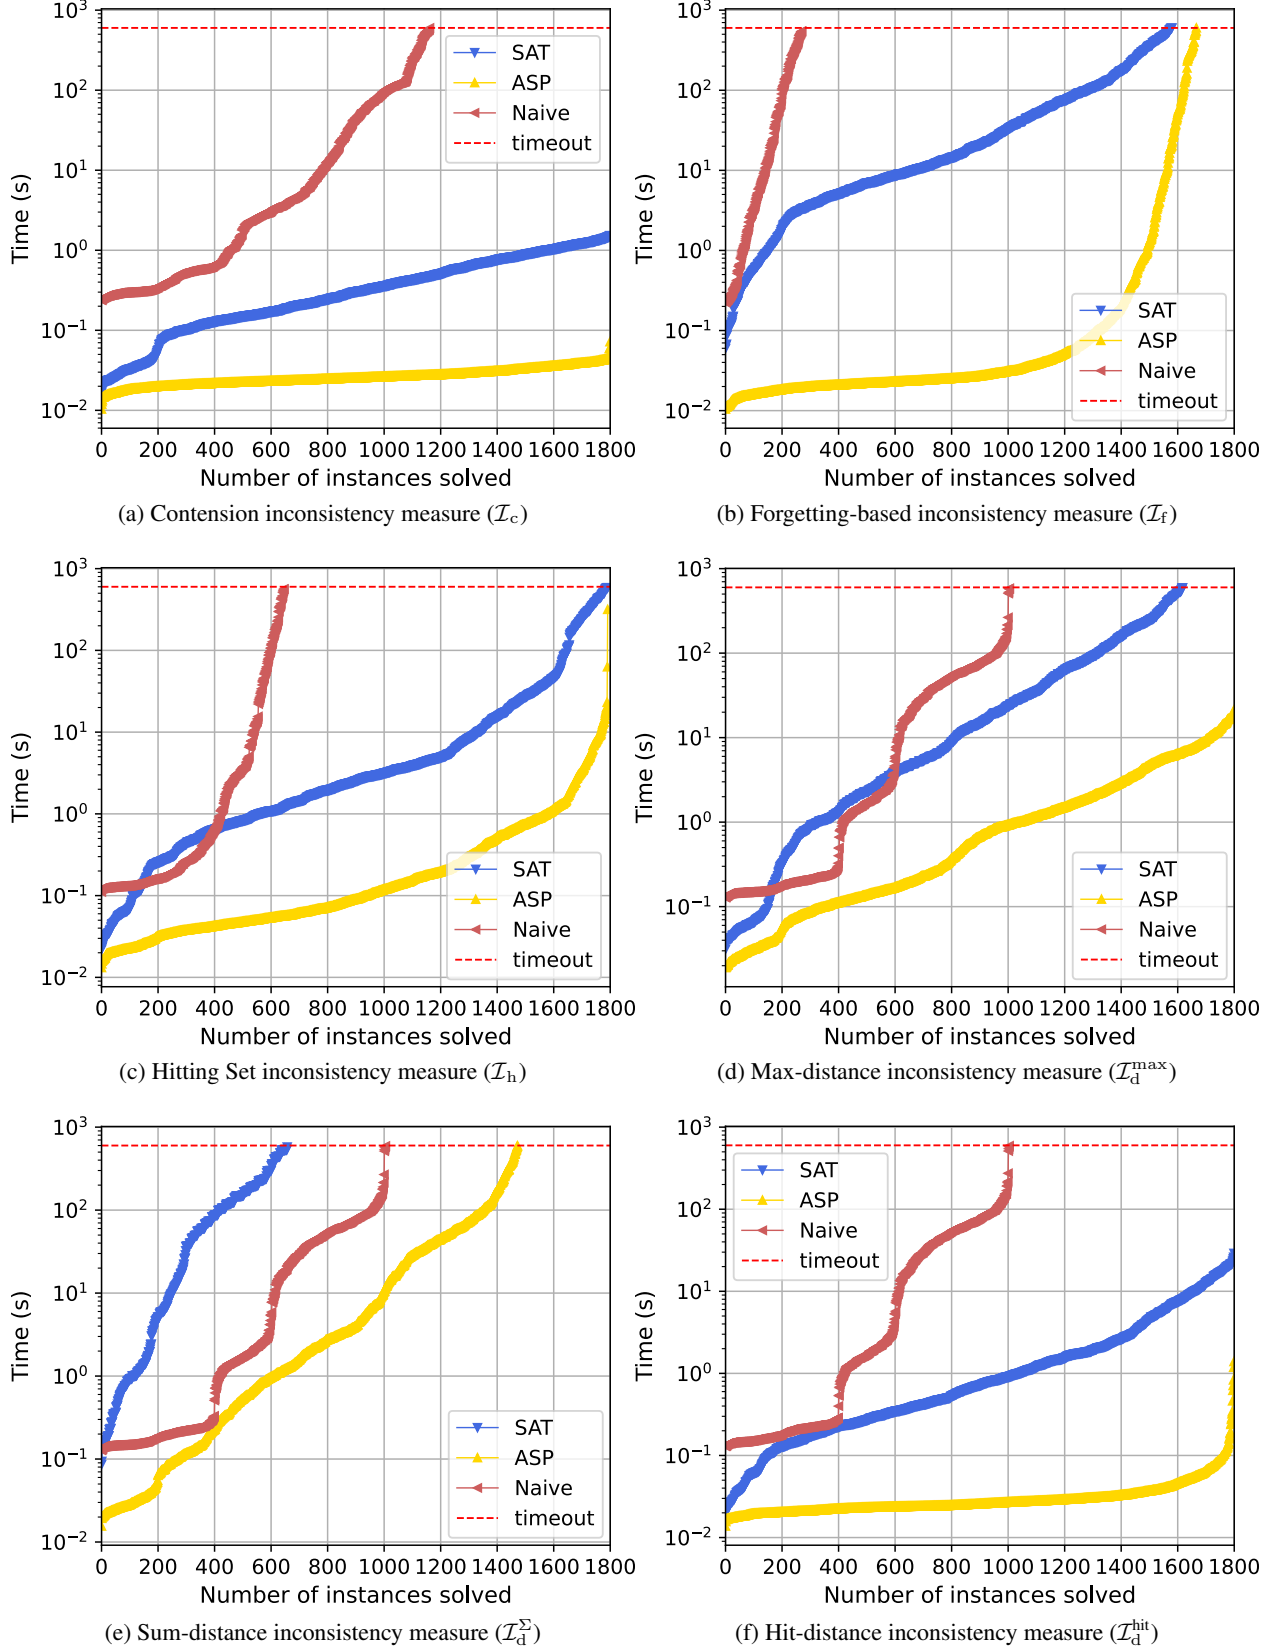 10³
10²
10¹
10⁰
10⁻¹
10⁻²
Time (s)
SAT
ASP
Naive
timeout
0 200 400 600 800 1000 1200 1400 1600 1800
Number of instances solved
(a) Contension inconsistency measure (𝓘c)
10³
10²
10¹
10⁰
10⁻¹
10⁻²
Time (s)
SAT
ASP
Naive
timeout
0 200 400 600 800 1000 1200 1400 1600 1800
Number of instances solved
(b) Forgetting-based inconsistency measure (𝓘f)
10³
10²
10¹
10⁰
10⁻¹
10⁻²
Time (s)
SAT
ASP
Naive
timeout
0 200 400 600 800 1000 1200 1400 1600 1800
Number of instances solved
(c) Hitting Set inconsistency measure (𝓘h)
10³
10²
10¹
10⁰
10⁻¹
Time (s)
SAT
ASP
Naive
timeout
0 200 400 600 800 1000 1200 1400 1600 1800
Number of instances solved
(d) Max-distance inconsistency measure (𝓘d^max)
10³
10²
10¹
10⁰
10⁻¹
10⁻²
Time (s)
SAT
ASP
Naive
timeout
0 200 400 600 800 1000 1200 1400 1600 1800
Number of instances solved
(e) Sum-distance inconsistency measure (𝓘d^Σ)
10³
10²
10¹
10⁰
10⁻¹
10⁻²
Time (s)
SAT
ASP
Naive
timeout
0 200 400 600 800 1000 1200 1400 1600 1800
Number of instances solved
(f) Hit-distance inconsistency measure (𝓘d^hit)